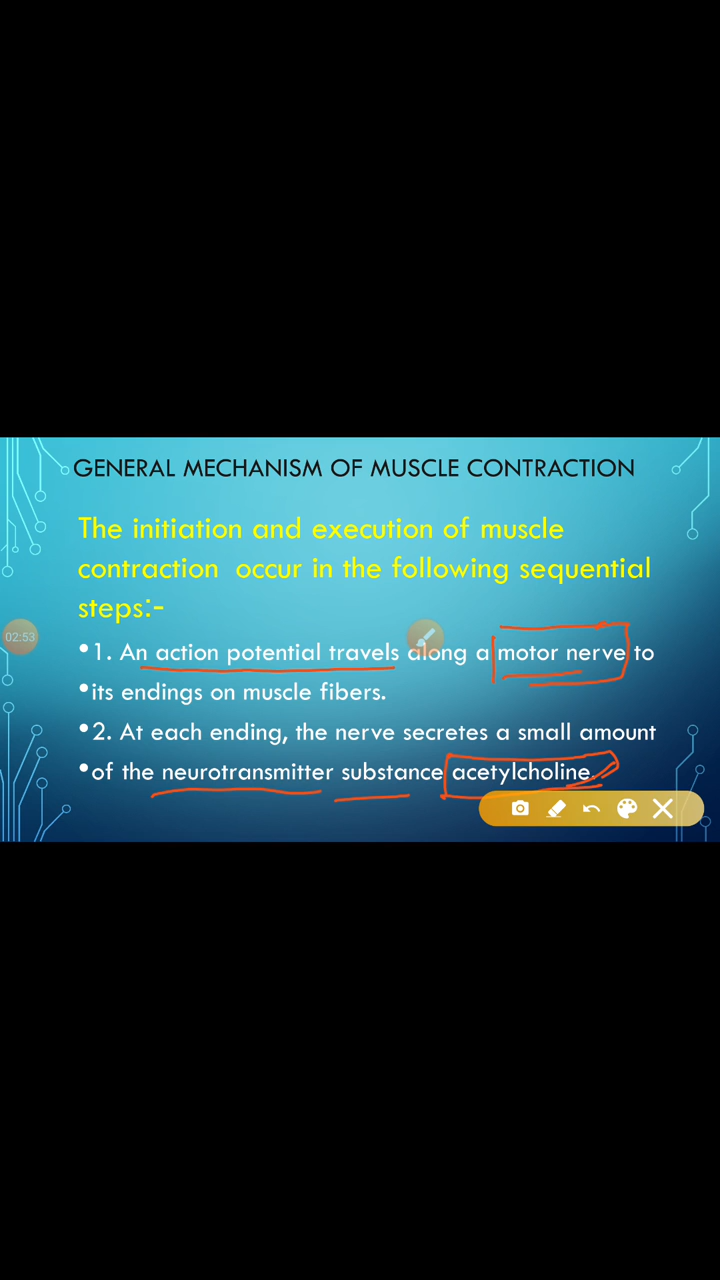 GENERAL MECHANISM OF MUSCLE CONTRACTION
The initiation and execution of muscle
contraction occur in the following sequential
steps:-
•1. An action potential travels along a motor nerve to
•its endings on muscle fibers.
•2. At each ending, the nerve secretes a small amount
•of the neurotransmitter substance acetylcholine.
02:53